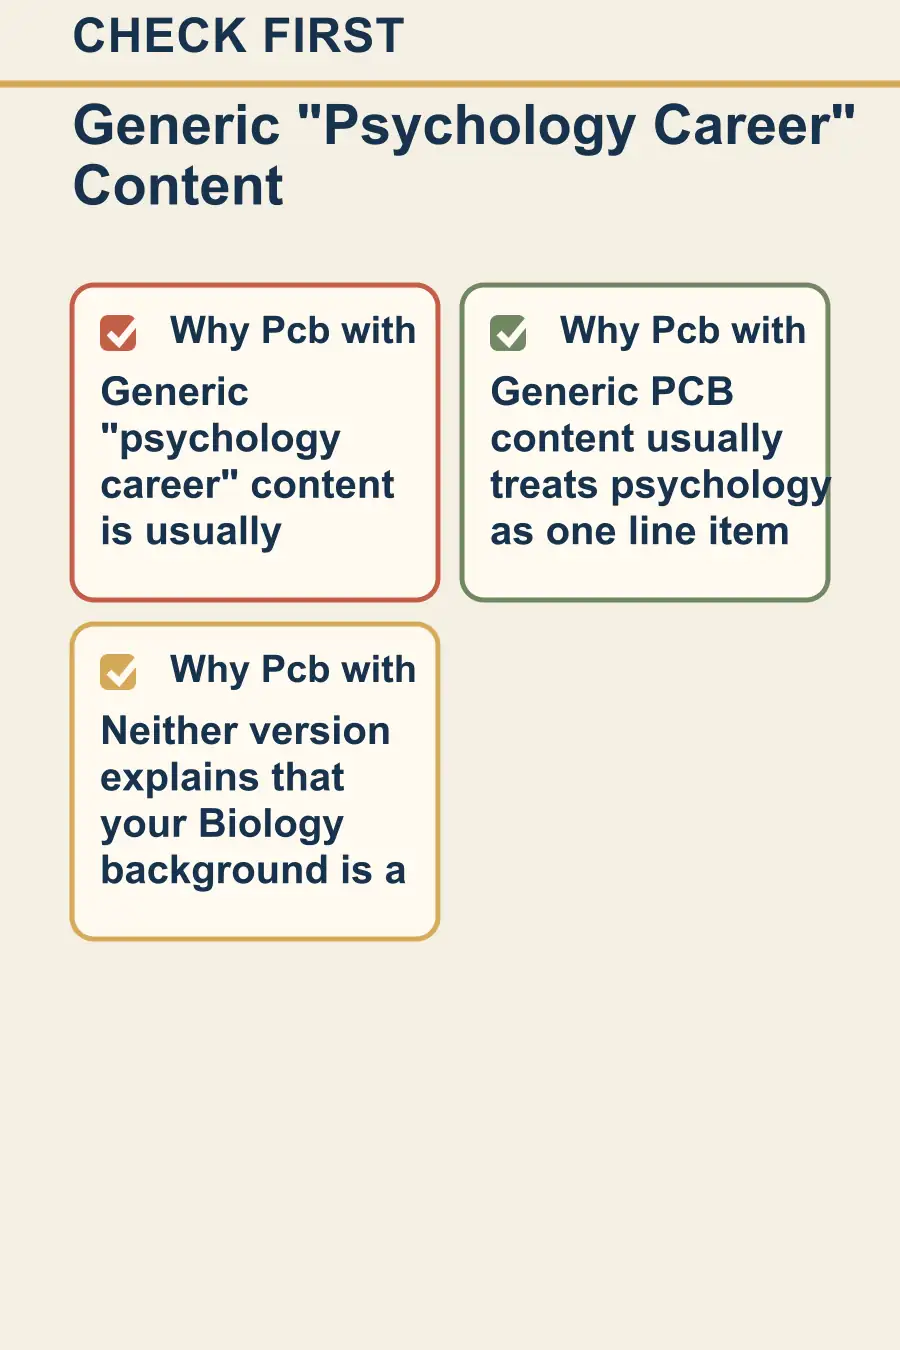 CHECK FIRST
Generic "Psychology Career"
Content
Why Pcb with
Generic
"psychology
career" content
is usually
Why Pcb with
Generic PCB
content usually
treats psychology
as one line item
Why Pcb with
Neither version
explains that
your Biology
background is a